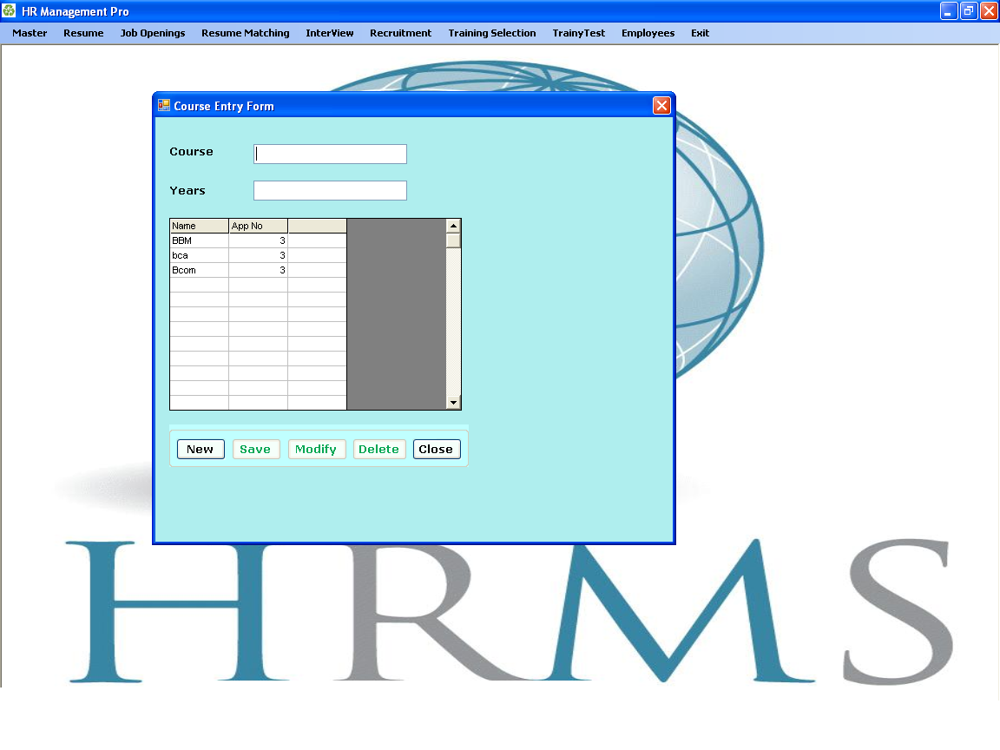 HR Management Pro
Master Resume Job Openings Resume Matching InterView Recruitment Training Selection TrainyTest Employees Exit
Course Entry Form
Course
Years
Name App No
BBM 3
bca 3
Bcom 3
New Save Modify Delete Close
HRMS